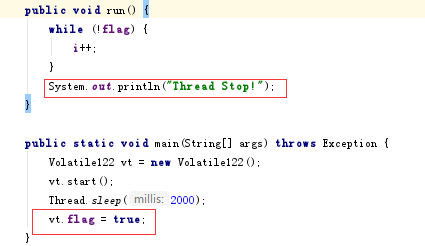 public void run() {
while (!flag) {
i++;
}
System.out.println("Thread Stop!");
}
public static void main(String[] args) throws Exception {
Volatile122 vt = new Volatile122();
vt.start();
Thread.sleep( millis: 2000);
vt.flag = true;
}